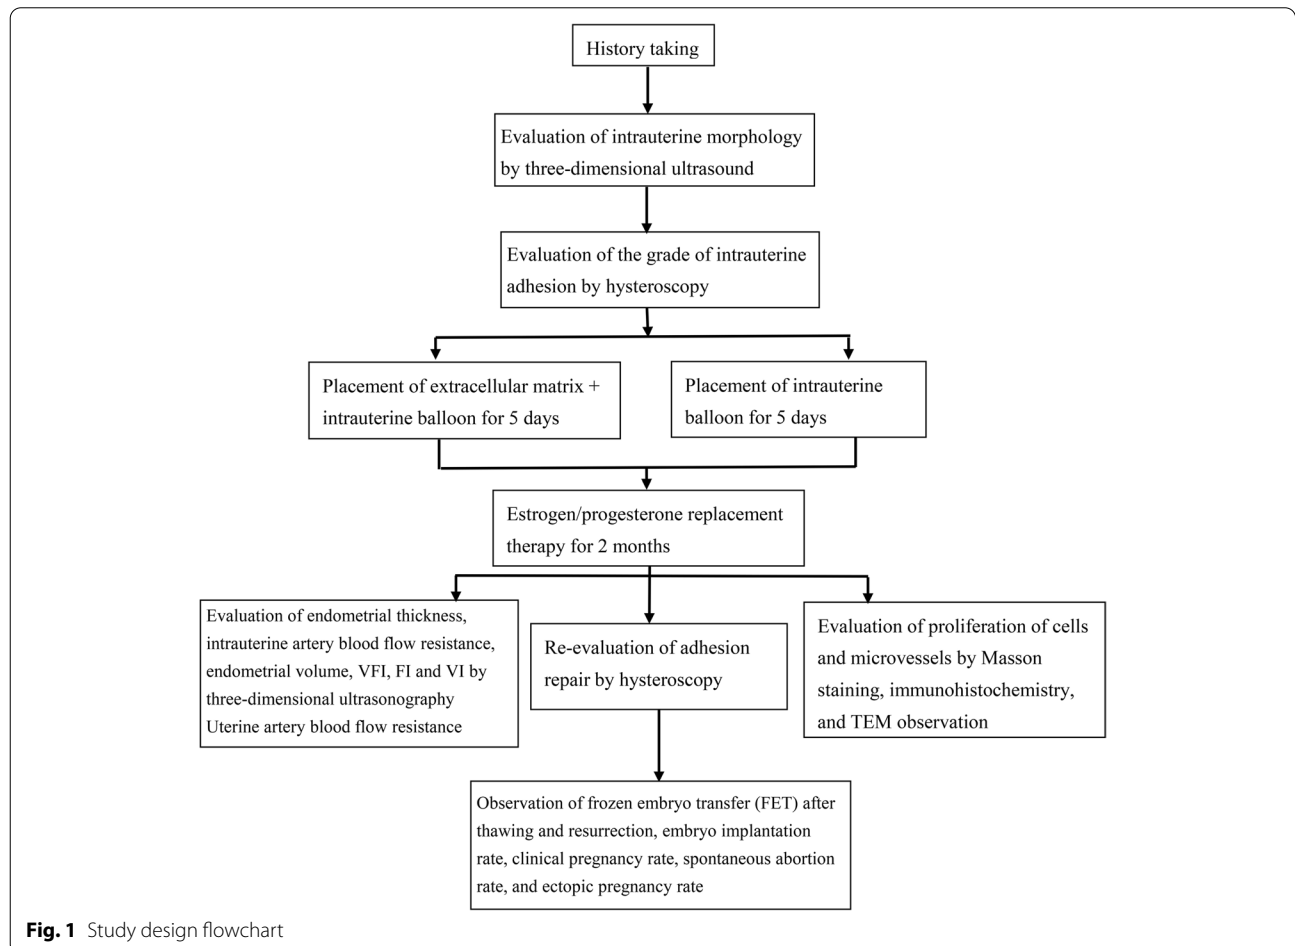 History taking
Evaluation of intrauterine morphology
by three-dimensional ultrasound
Evaluation of the grade of intrauterine
adhesion by hysteroscopy
Placement of extracellular matrix +
intrauterine balloon for 5 days
Placement of intrauterine
balloon for 5 days
Estrogen/progesterone replacement
therapy for 2 months
Evaluation of endometrial thickness,
intrauterine artery blood flow resistance,
endometrial volume, VFI, FI and VI by
three-dimensional ultrasonography
Uterine artery blood flow resistance
Re-evaluation of adhesion
repair by hysteroscopy
Evaluation of proliferation of cells
and microvessels by Masson
staining, immunohistochemistry,
and TEM observation
Observation of frozen embryo transfer (FET) after
thawing and resurrection, embryo implantation
rate, clinical pregnancy rate, spontaneous abortion
rate, and ectopic pregnancy rate
Fig. 1 Study design flowchart